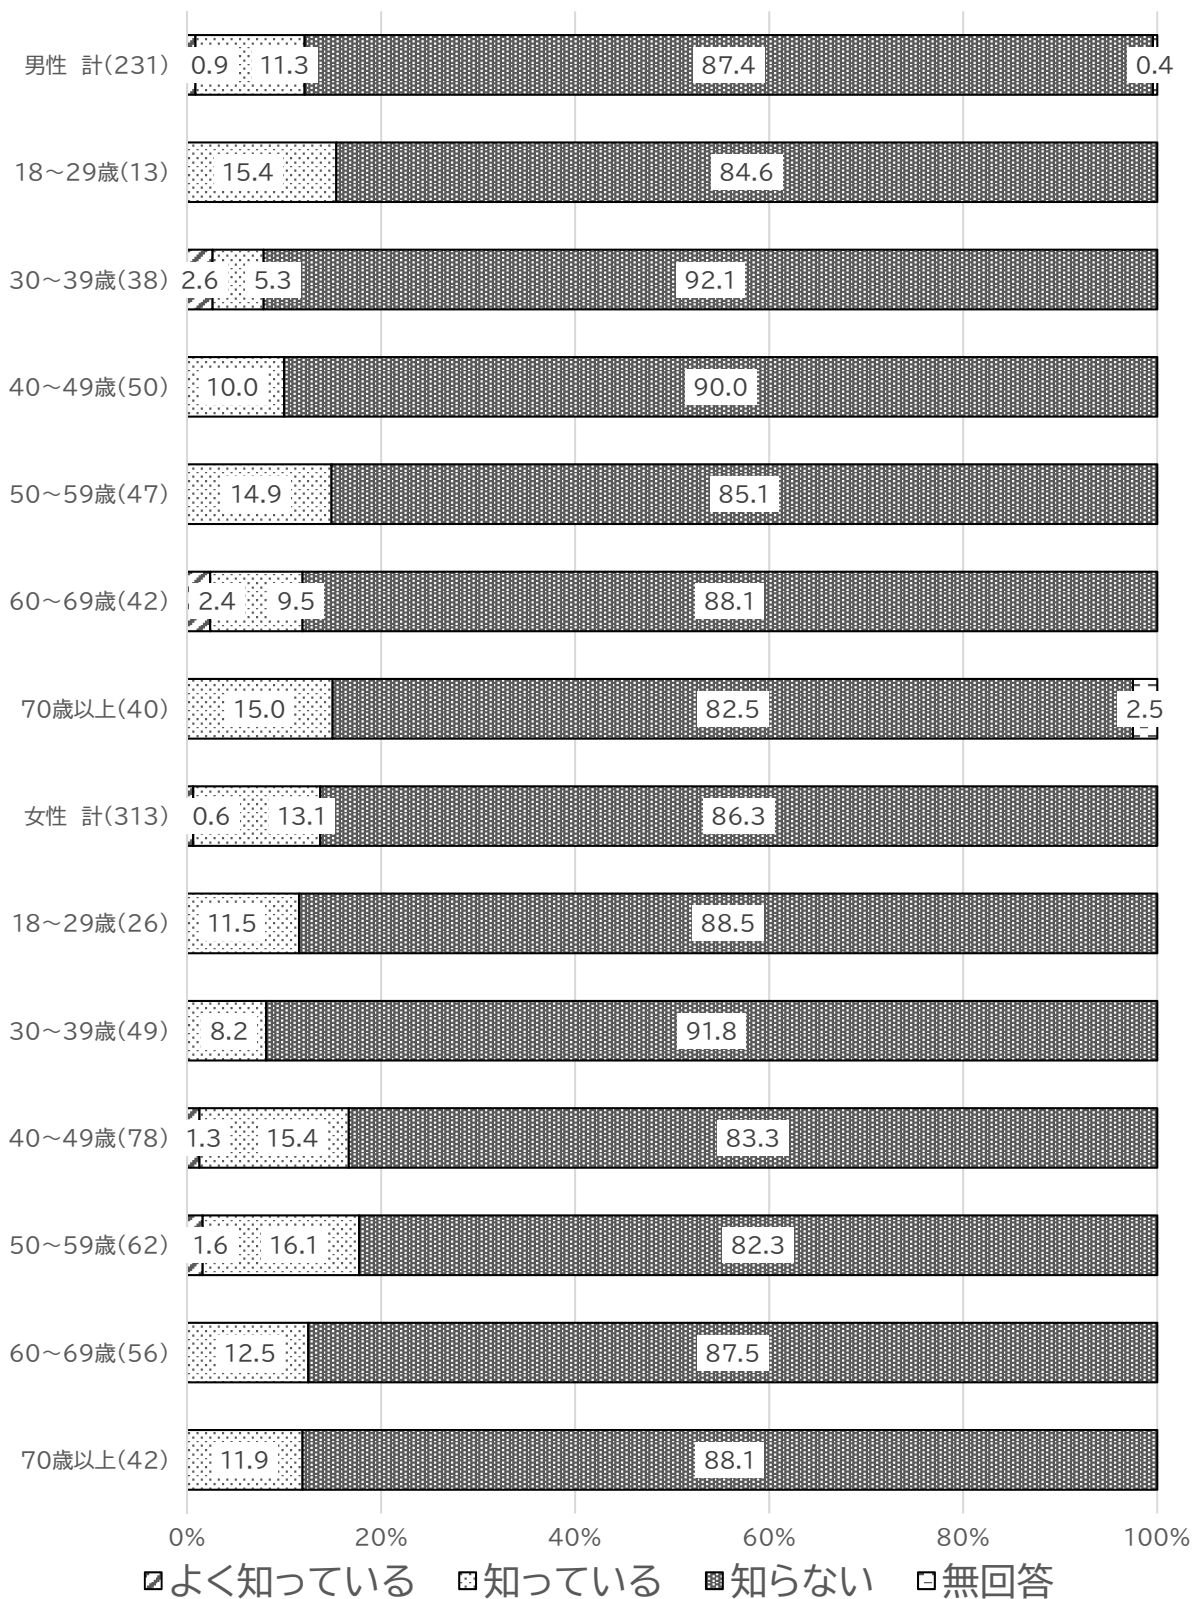 男性 計(231) 0.9 11.3 87.4 0.4
18～29歳(13) 15.4 84.6
30～39歳(38) 2.6 5.3 92.1
40～49歳(50) 10.0 90.0
50～59歳(47) 14.9 85.1
60～69歳(42) 2.4 9.5 88.1
70歳以上(40) 15.0 82.5 2.5
女性 計(313) 0.6 13.1 86.3
18～29歳(26) 11.5 88.5
30～39歳(49) 8.2 91.8
40～49歳(78) 1.3 15.4 83.3
50～59歳(62) 1.6 16.1 82.3
60～69歳(56) 12.5 87.5
70歳以上(42) 11.9 88.1
0% 20% 40% 60% 80% 100%
よく知っている 知っている 知らない 無回答